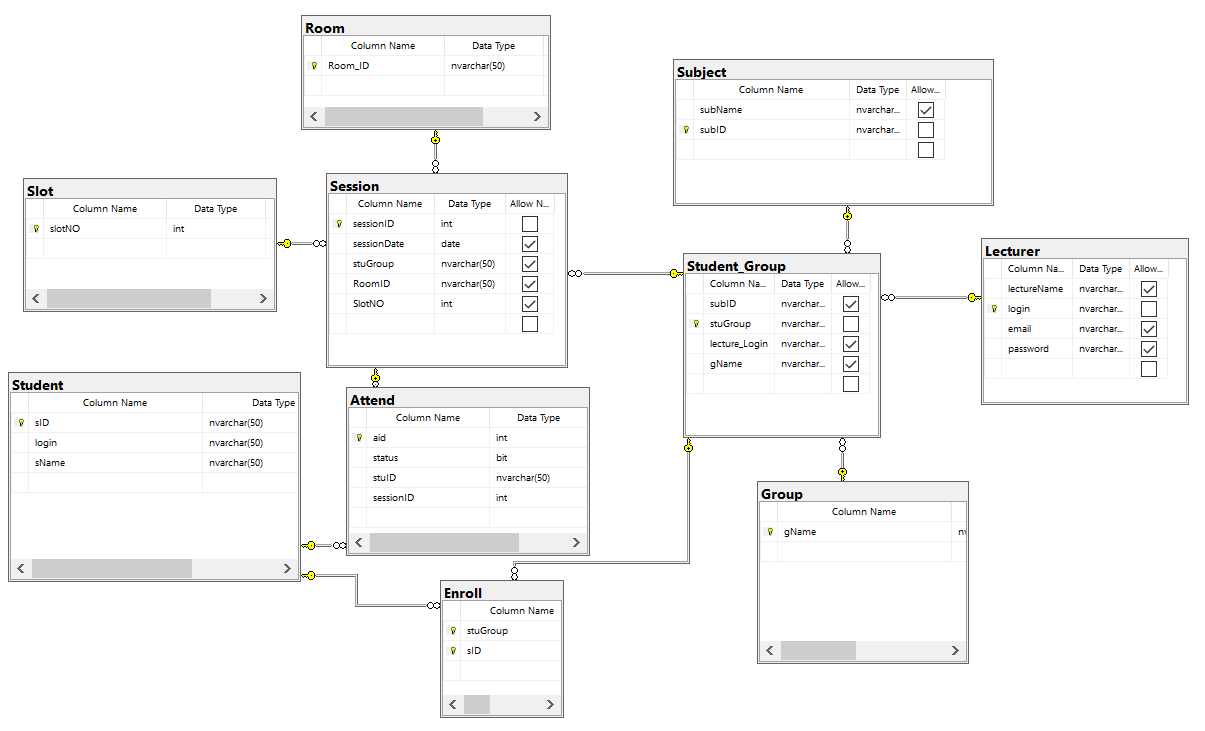 Room
Column Name Data Type
Room_ID nvarchar(50)
Subject
Column Name Data Type Allow...
subName nvarchar...
subID nvarchar...
Slot
Column Name Data Type
slotNO int
Session
Column Name Data Type Allow N...
sessionID int
sessionDate date
stuGroup nvarchar(50)
RoomID nvarchar(50)
SlotNO int
Student_Group
Column Na... Data Type Allow...
subID nvarchar...
stuGroup nvarchar...
lecture_Login nvarchar...
gName nvarchar...
Lecturer
Column Na... Data Type Allow...
lectureName nvarchar...
login nvarchar...
email nvarchar...
password nvarchar...
Student
Column Name Data Type
sID nvarchar(50)
login nvarchar(50)
sName nvarchar(50)
Attend
Column Name Data Type
aid int
status bit
stuID nvarchar(50)
sessionID int
Group
Column Name
gName
Enroll
Column Name
stuGroup
sID